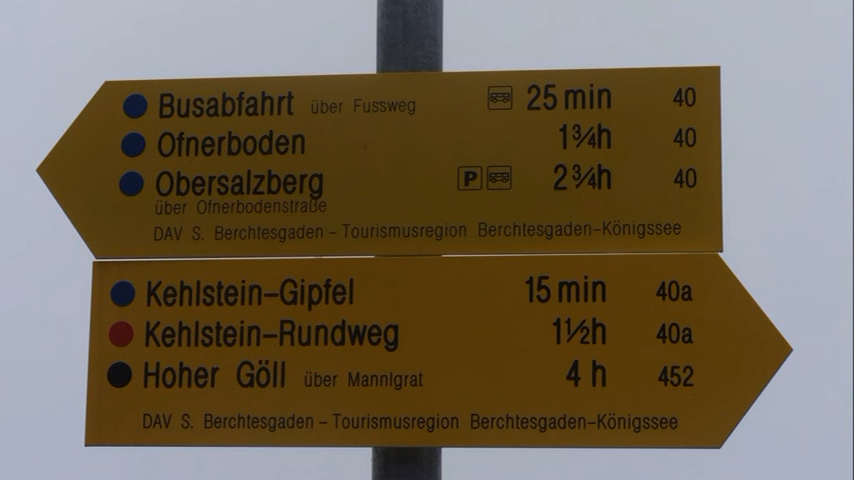 Busabfahrt über Fussweg 25 min 40
Ofnerboden 1¾h 40
Obersalzberg P 2¾h 40
über Ofnerbodenstraße
DAV S. Berchtesgaden – Tourismusregion Berchtesgaden–Königssee
Kehlstein–Gipfel 15 min 40a
Kehlstein–Rundweg 1½h 40a
Hoher Göll über Mannlgrat 4 h 452
DAV S. Berchtesgaden – Tourismusregion Berchtesgaden–Königssee